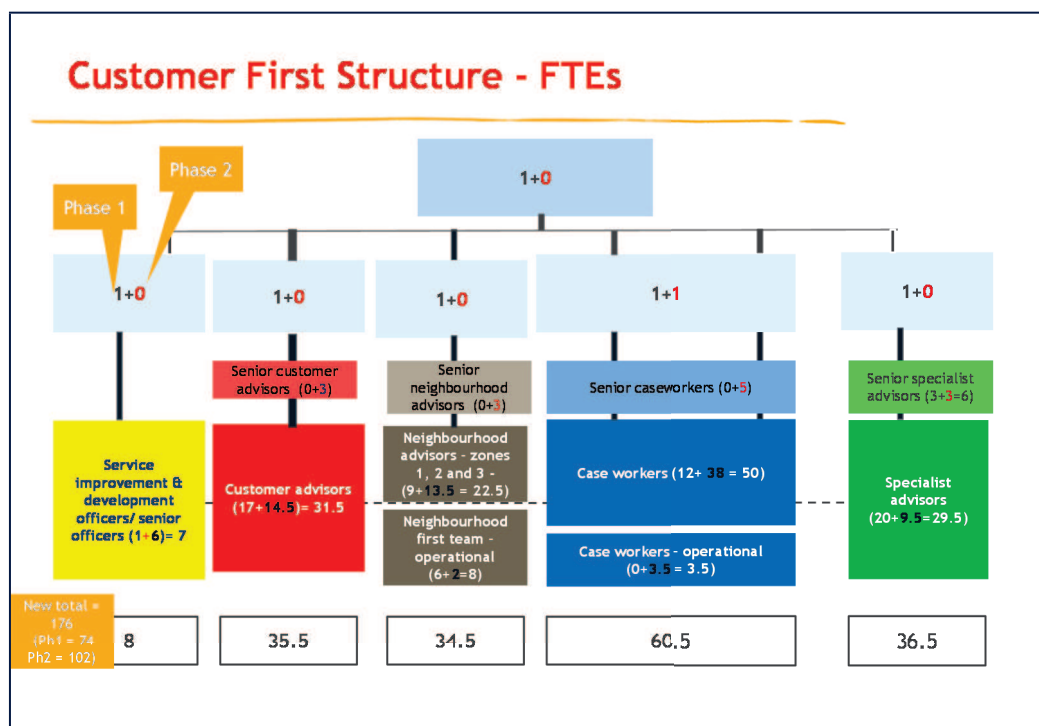 Customer First Structure - FTEs
Phase 2
Phase 1
1+0
1+0
1+0
1+0
1+1
1+0
Senior customer
advisors (0+3)
Senior
neighbourhood
advisors (0+3)
Senior caseworkers (0+5)
Senior specialist
advisors (3+3=6)
Service
improvement &
development
officers/ senior
officers (1+6)= 7
Customer advisors
(17+14.5)= 31.5
Neighbourhood
advisors - zones
1, 2 and 3 -
(9+13.5 = 22.5)
Neighbourhood
first team -
operational
(6+2=8)
Case workers (12+ 38 = 50)
Case workers - operational
(0+3.5 = 3.5)
Specialist
advisors
(20+9.5=29.5)
New total =
176
(Ph1 = 74
Ph2 = 102)
8
35.5
34.5
60.5
36.5